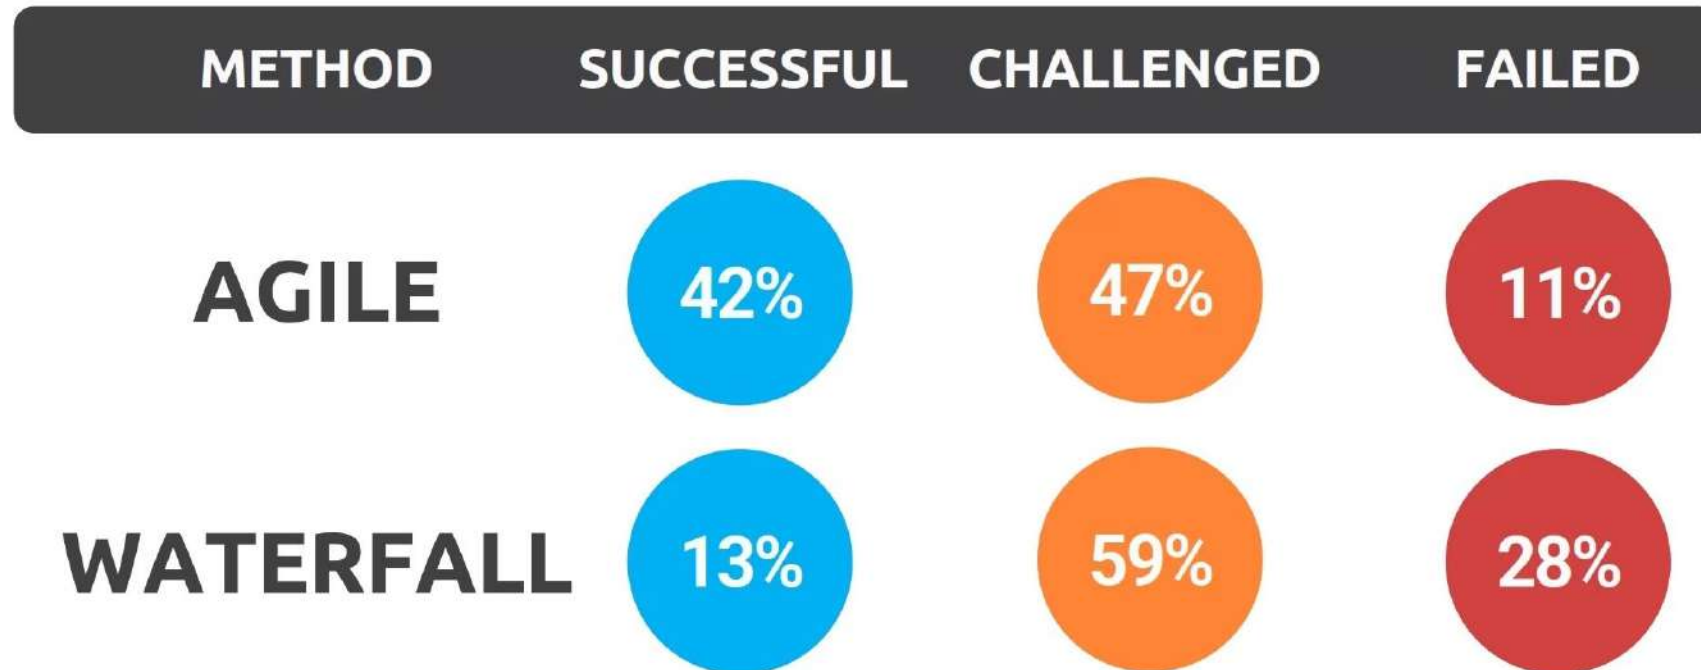 METHOD SUCCESSFUL CHALLENGED FAILED
AGILE 42% 47% 11%
WATERFALL 13% 59% 28%